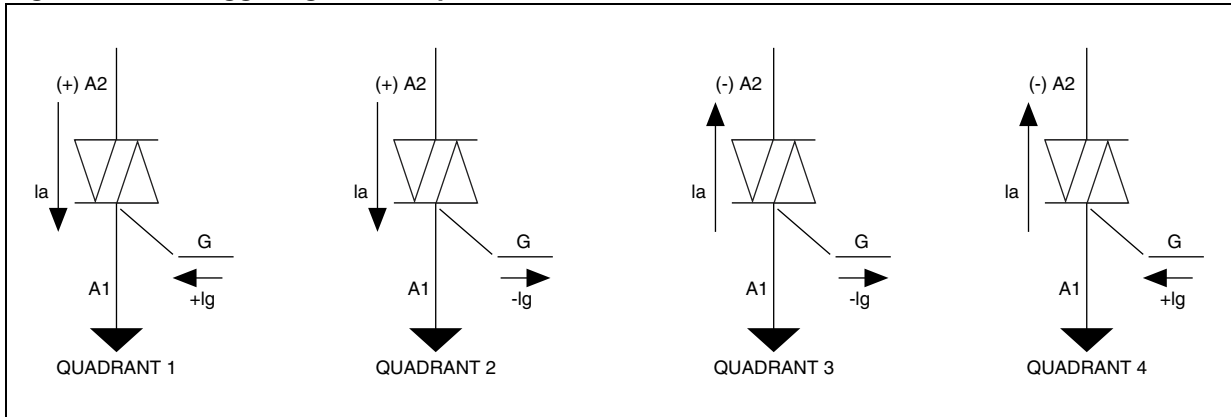 (+) A2
Ia
G
+Ig
A1
QUADRANT 1
(+) A2
Ia
G
-Ig
A1
QUADRANT 2
(-) A2
Ia
G
-Ig
A1
QUADRANT 3
(-) A2
Ia
G
+Ig
A1
QUADRANT 4